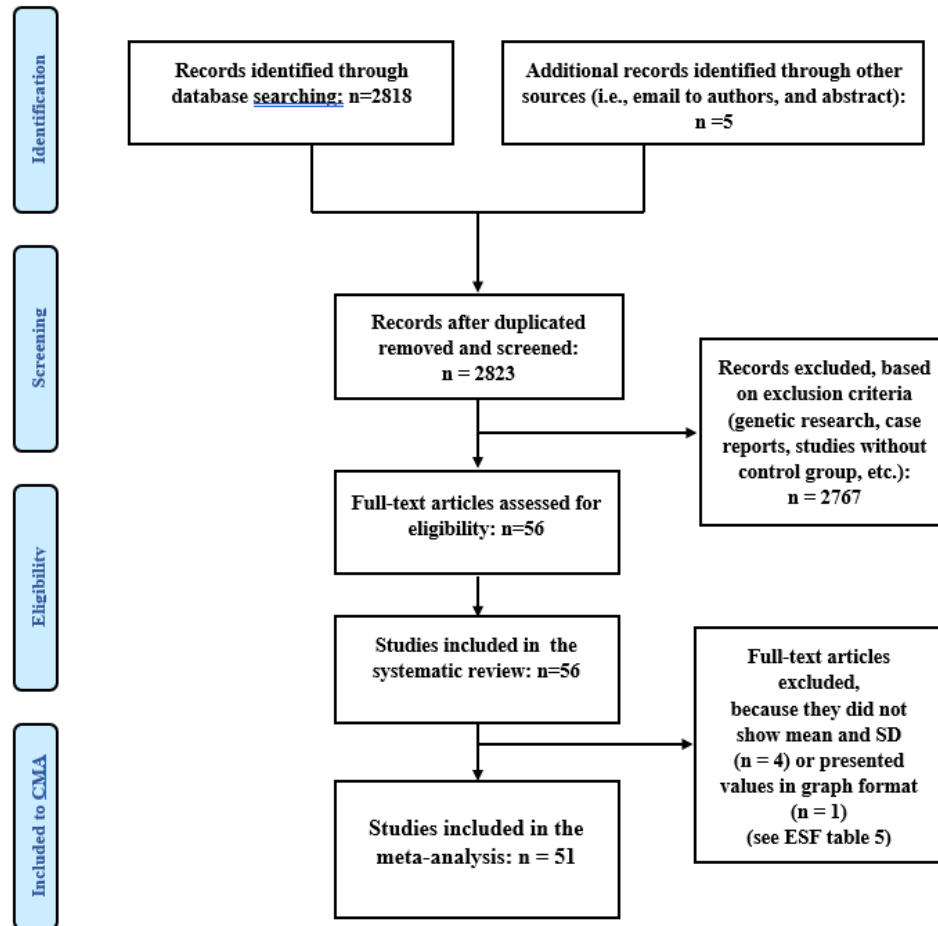 Identification
Records identified through
database searching: n=2818
Additional records identified through other
sources (i.e., email to authors, and abstract):
n =5
Screening
Records after duplicated
removed and screened:
n = 2823
Records excluded, based
on exclusion criteria
(genetic research, case
reports, studies without
control group, etc.):
n = 2767
Eligibility
Full-text articles assessed for
eligibility: n=56
Studies included in the
systematic review: n=56
Full-text articles
excluded,
because they did not
show mean and SD
(n = 4) or presented
values in graph format
(n = 1)
(see ESF table 5)
Included to CMA
Studies included in the
meta-analysis: n = 51